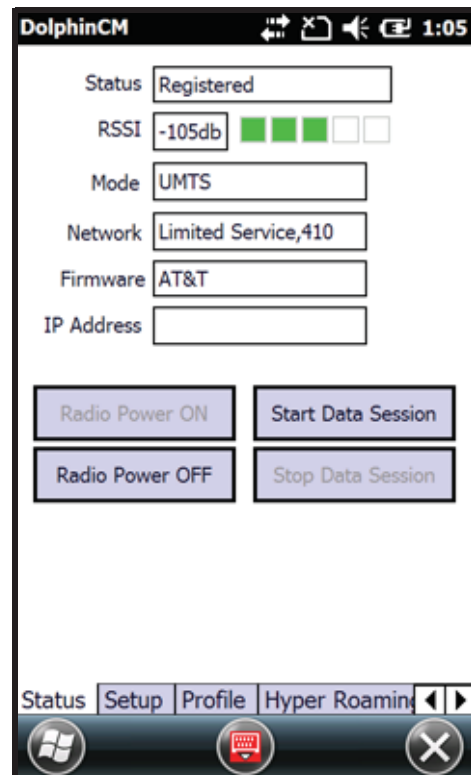 DolphinCM 1:05
Status Registered
RSSI -105db
Mode UMTS
Network Limited Service,410
Firmware AT&T
IP Address
Radio Power ON Start Data Session
Radio Power OFF Stop Data Session
Status Setup Profile Hyper Roaming